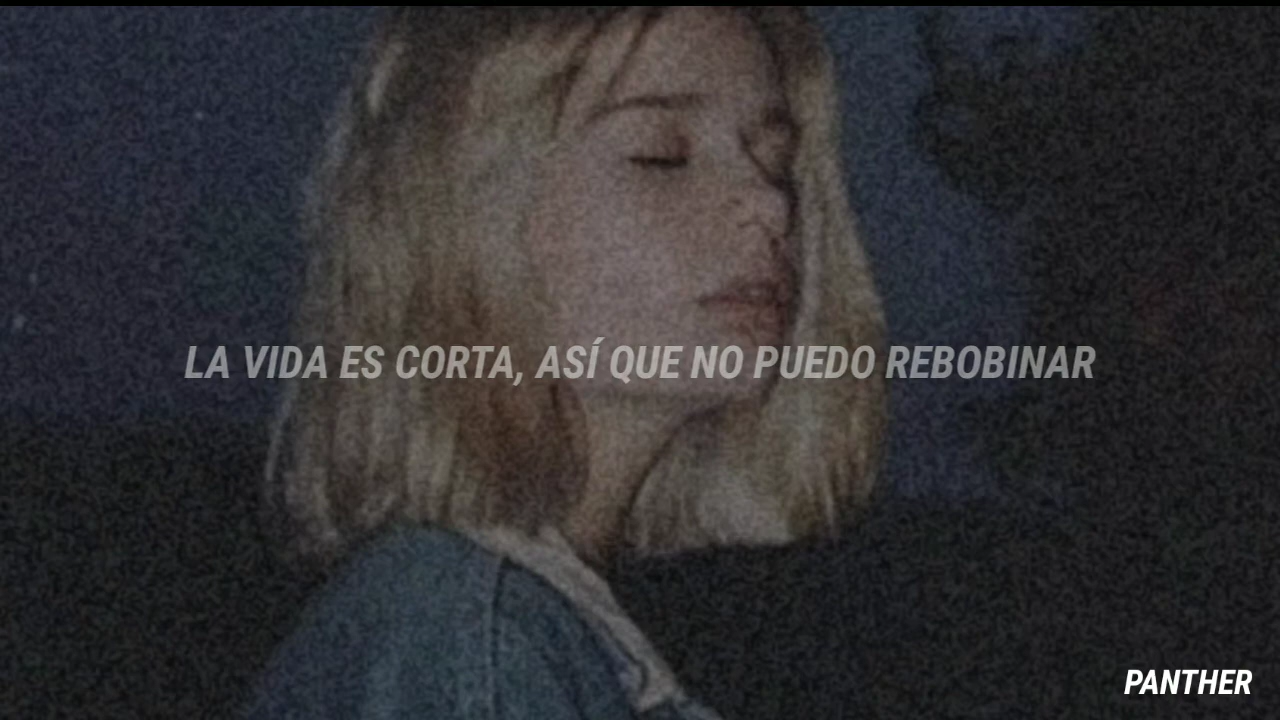 LA VIDA ES CORTA, ASÍ QUE NO PUEDO REBOBINAR
PANTHER